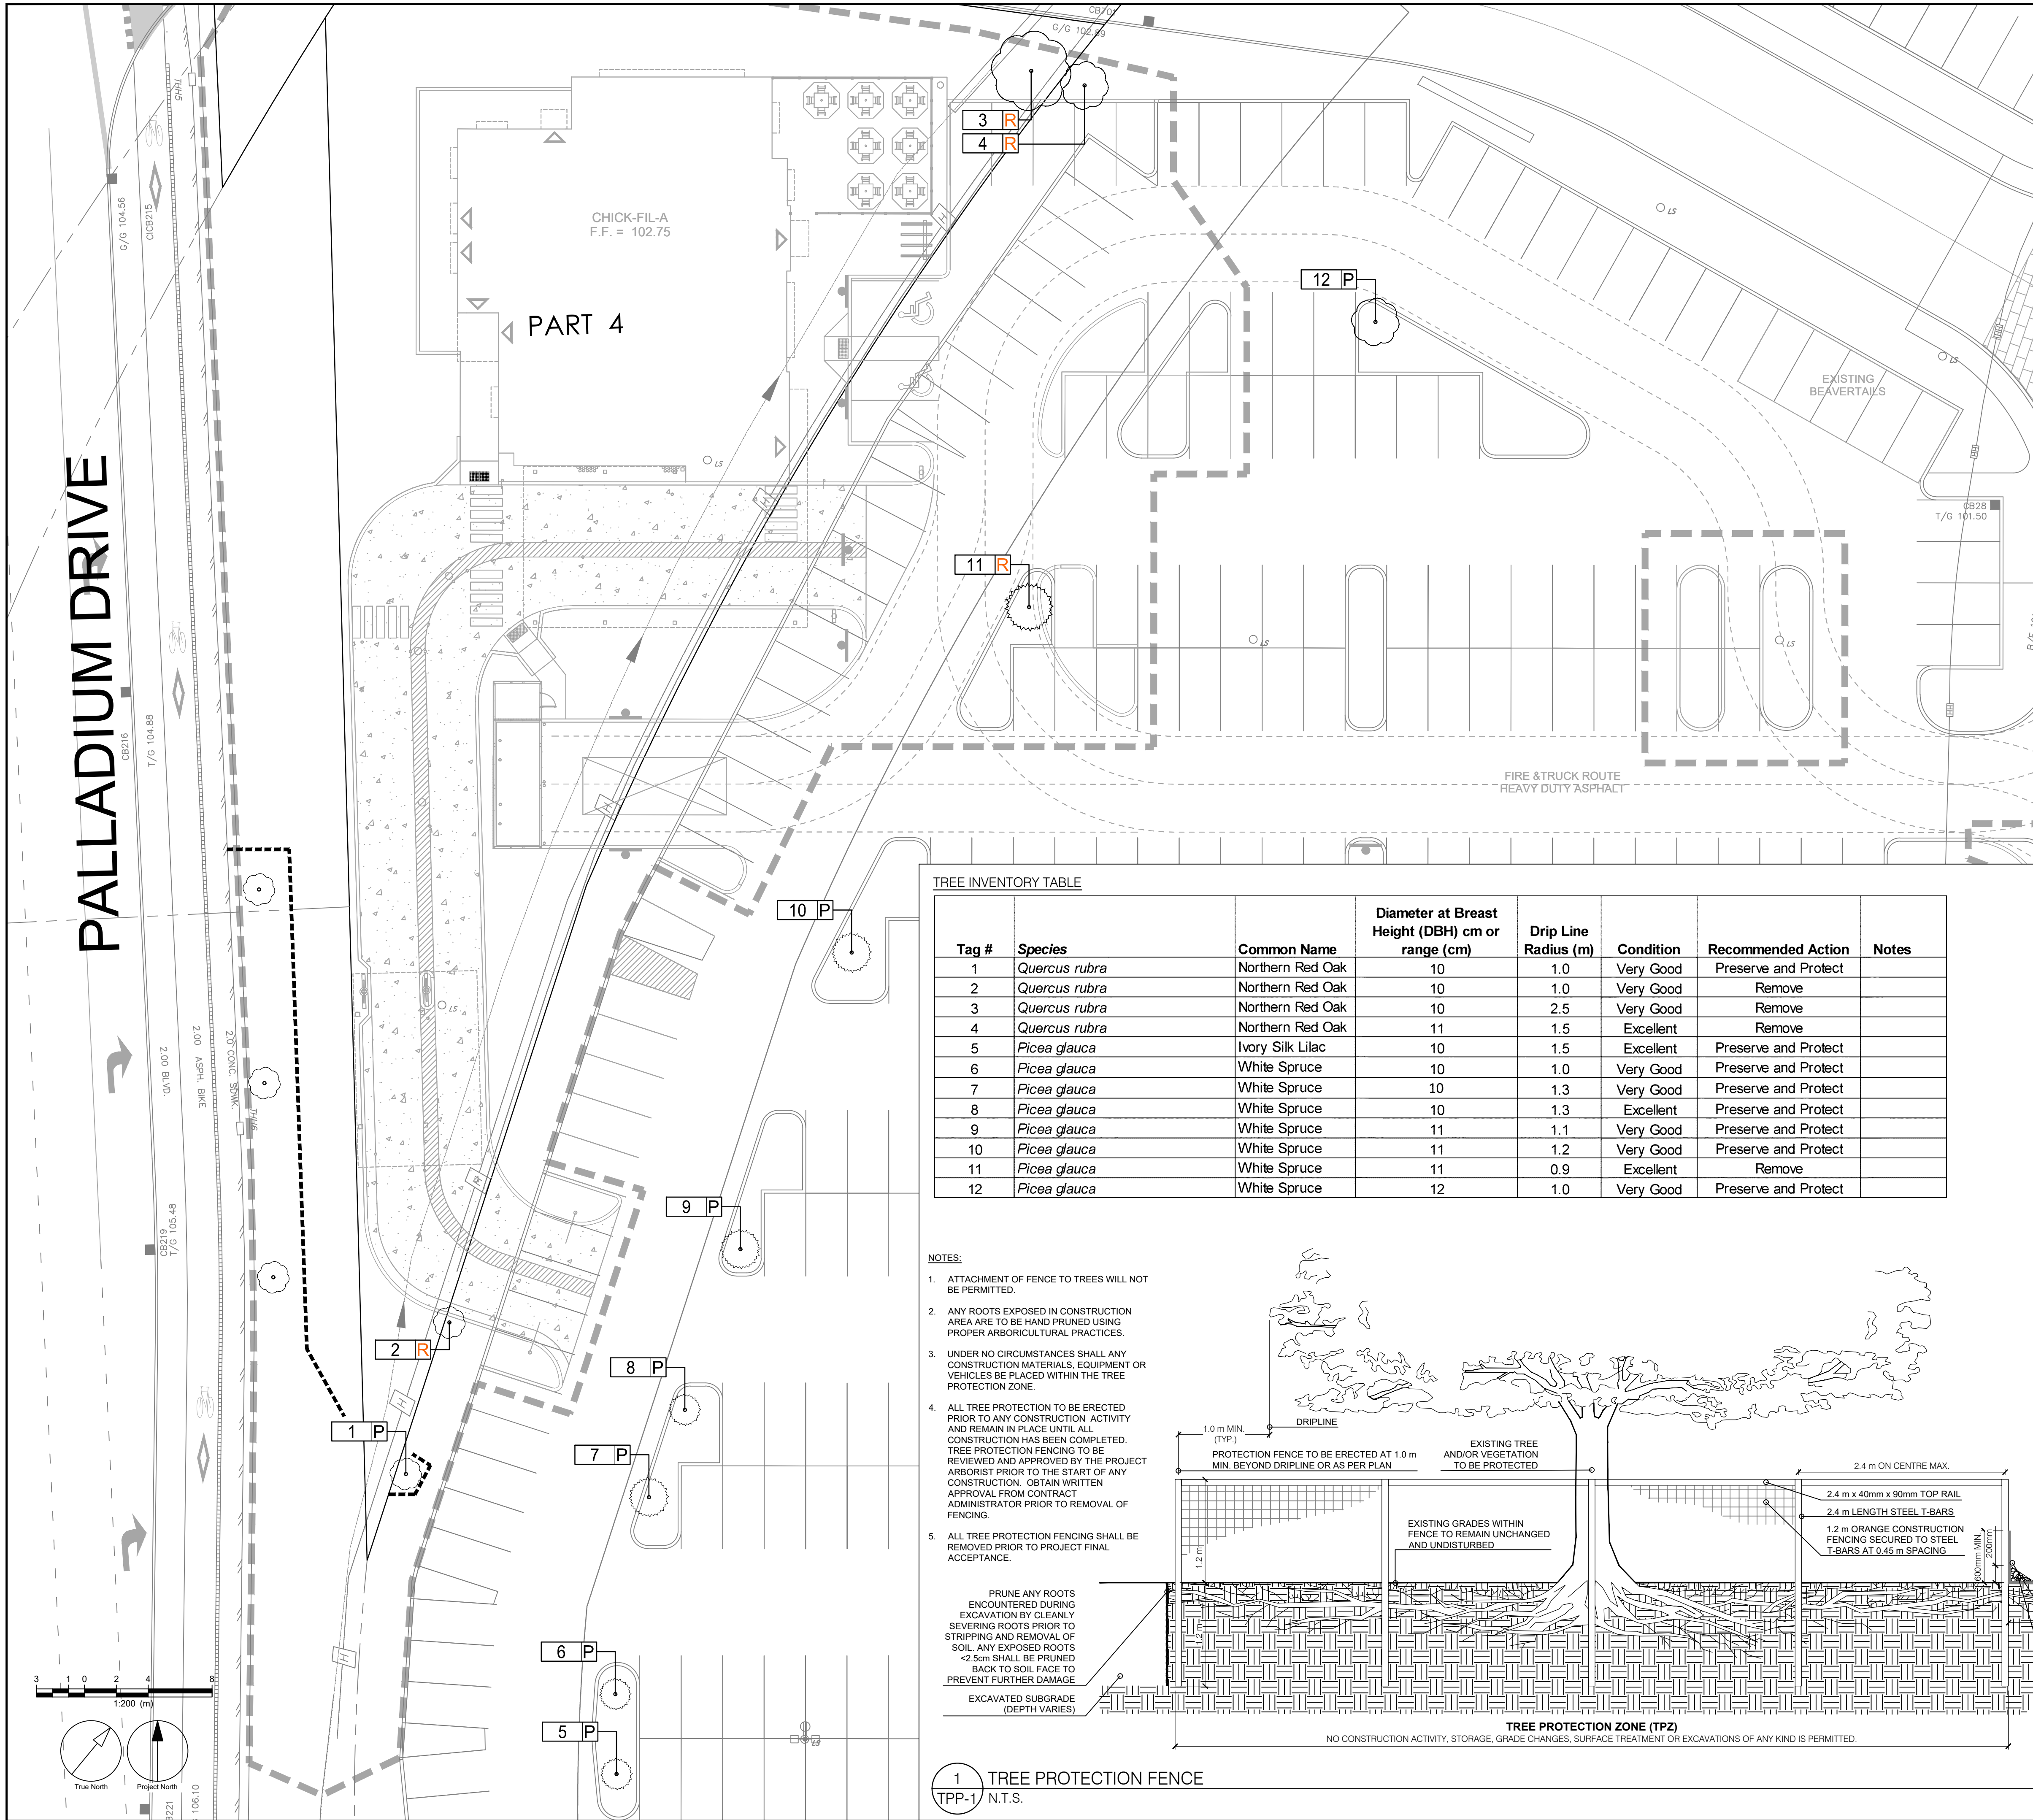 CB701
G/G 102.89
THH5
G/G 104.56
CICB215
3 R
4 R
LS
CHICK-FIL-A
F.F. = 102.75
12 P
PART 4
EXISTING
BEAVERTAILS
LS
LS
CB28
T/G 101.50
11 R
LS
LS
PALLADIUM DRIVE
CB216
T/G 104.88
FIRE &TRUCK ROUTE
HEAVY DUTY ASPHALT
10 P
LS
2.00 BLVD.
2.00 ASPH. BIKE
2.0 CONC. SDWK.
THH6
CB219
T/G 105.48
9 P
H
H
H
H
H
H
2 R
8 P
1 P
7 P
6 P
5 P
LS
3 1 0 2 4 8
1:200 (m)
True North
Project North
106.10
TREE INVENTORY TABLE
Tag # Species Common Name Diameter at Breast Height (DBH) cm or range (cm) Drip Line Radius (m) Condition Recommended Action Notes
1 Quercus rubra Northern Red Oak 10 1.0 Very Good Preserve and Protect
2 Quercus rubra Northern Red Oak 10 1.0 Very Good Remove
3 Quercus rubra Northern Red Oak 10 2.5 Very Good Remove
4 Quercus rubra Northern Red Oak 11 1.5 Excellent Remove
5 Picea glauca Ivory Silk Lilac 10 1.5 Excellent Preserve and Protect
6 Picea glauca White Spruce 10 1.0 Very Good Preserve and Protect
7 Picea glauca White Spruce 10 1.3 Very Good Preserve and Protect
8 Picea glauca White Spruce 10 1.3 Excellent Preserve and Protect
9 Picea glauca White Spruce 11 1.1 Very Good Preserve and Protect
10 Picea glauca White Spruce 11 1.2 Very Good Preserve and Protect
11 Picea glauca White Spruce 11 0.9 Excellent Remove
12 Picea glauca White Spruce 12 1.0 Very Good Preserve and Protect
NOTES:
1. ATTACHMENT OF FENCE TO TREES WILL NOT
BE PERMITTED.
2. ANY ROOTS EXPOSED IN CONSTRUCTION
AREA ARE TO BE HAND PRUNED USING
PROPER ARBORICULTURAL PRACTICES.
3. UNDER NO CIRCUMSTANCES SHALL ANY
CONSTRUCTION MATERIALS, EQUIPMENT OR
VEHICLES BE PLACED WITHIN THE TREE
PROTECTION ZONE.
4. ALL TREE PROTECTION TO BE ERECTED
PRIOR TO ANY CONSTRUCTION ACTIVITY
AND REMAIN IN PLACE UNTIL ALL
CONSTRUCTION HAS BEEN COMPLETED.
TREE PROTECTION FENCING TO BE
REVIEWED AND APPROVED BY THE PROJECT
ARBORIST PRIOR TO THE START OF ANY
CONSTRUCTION. OBTAIN WRITTEN
APPROVAL FROM CONTRACT
ADMINISTRATOR PRIOR TO REMOVAL OF
FENCING.
5. ALL TREE PROTECTION FENCING SHALL BE
REMOVED PRIOR TO PROJECT FINAL
ACCEPTANCE.
PRUNE ANY ROOTS
ENCOUNTERED DURING
EXCAVATION BY CLEANLY
SEVERING ROOTS PRIOR TO
STRIPPING AND REMOVAL OF
SOIL. ANY EXPOSED ROOTS
<2.5cm SHALL BE PRUNED
BACK TO SOIL FACE TO
PREVENT FURTHER DAMAGE
EXCAVATED SUBGRADE
(DEPTH VARIES)
1.0 m MIN.
(TYP.)
DRIPLINE
PROTECTION FENCE TO BE ERECTED AT 1.0 m
MIN. BEYOND DRIPLINE OR AS PER PLAN
EXISTING TREE
AND/OR VEGETATION
TO BE PROTECTED
2.4 m ON CENTRE MAX.
2.4 m x 40mm x 90mm TOP RAIL
2.4 m LENGTH STEEL T-BARS
1.2 m ORANGE CONSTRUCTION
FENCING SECURED TO STEEL
T-BARS AT 0.45 m SPACING
EXISTING GRADES WITHIN
FENCE TO REMAIN UNCHANGED
AND UNDISTURBED
1.2 m
1.2 m
600mm MIN.
200mm
TREE PROTECTION ZONE (TPZ)
NO CONSTRUCTION ACTIVITY, STORAGE, GRADE CHANGES, SURFACE TREATMENT OR EXCAVATIONS OF ANY KIND IS PERMITTED.
1
TPP-1
TREE PROTECTION FENCE
N.T.S.